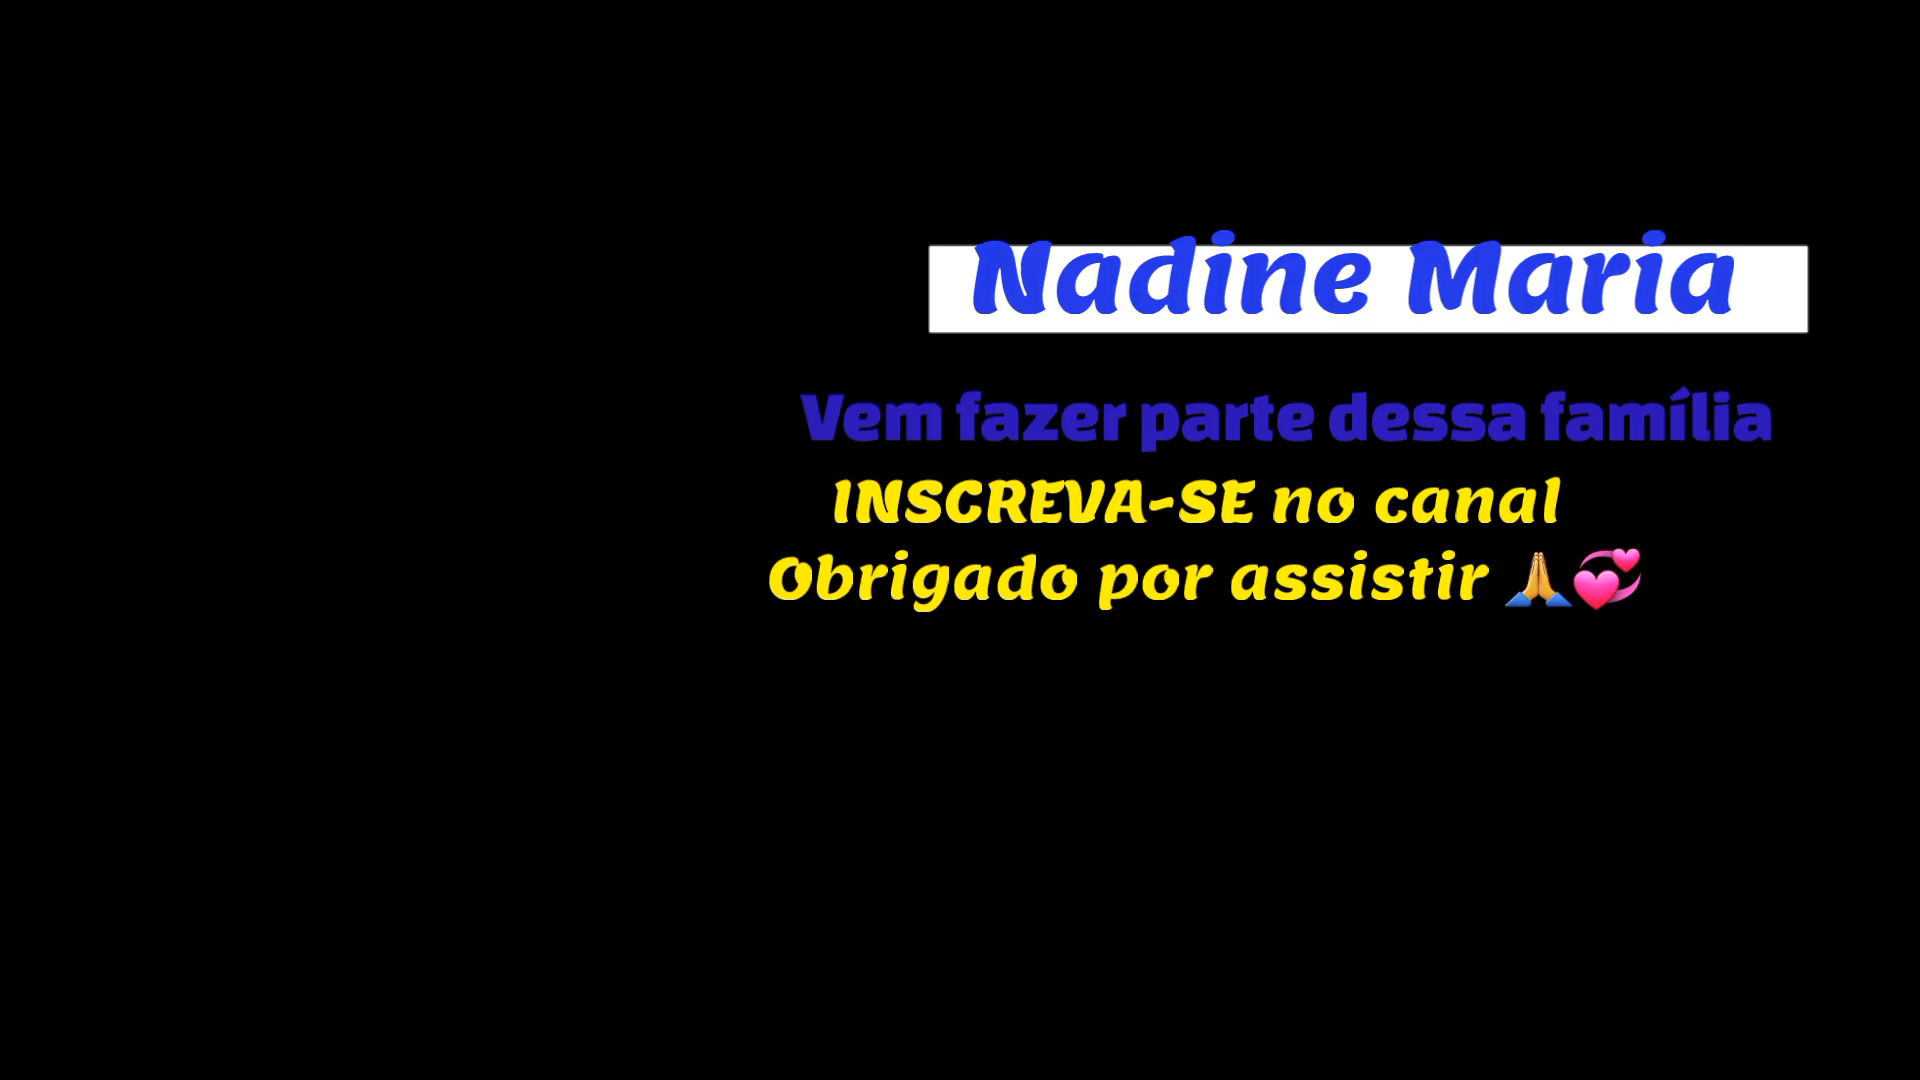 Nadine Maria
Vem fazer parte dessa família
INSCREVA-SE no canal
Obrigado por assistir 🙏💞